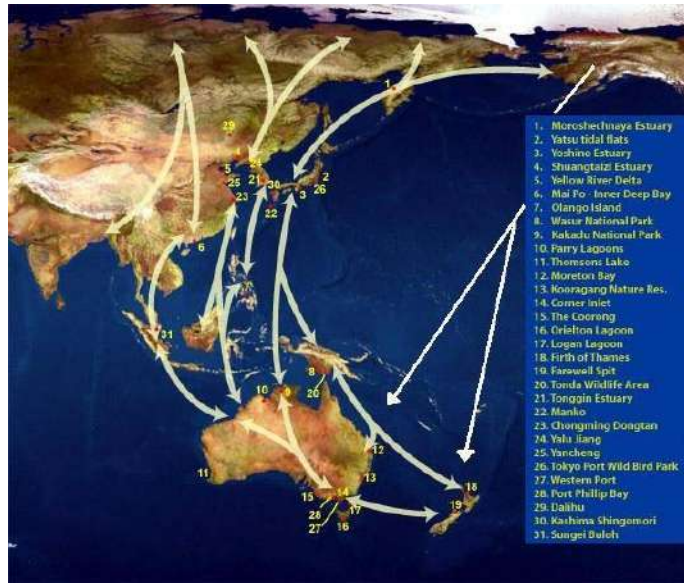 1
29
4
24
5
21
30
2
25
3
26
23
22
6
31
8
20
10
9
12
11
13
15
14
18
28
17
19
27
16
1. Moroshechnaya Estuary
2. Yatsu tidal flats
3. Yoshino Estuary
4. Shuangtaizi Estuary
5. Yellow River Delta
6. Mai Po - Inner Deep Bay
7. Olango Island
8. Wasur National Park
9. Kakadu National Park
10. Parry Lagoons
11. Thomsons Lake
12. Moreton Bay
13. Kooragang Nature Res.
14. Corner Inlet
15. The Coorong
16. Orielton Lagoon
17. Logan Lagoon
18. Firth of Thames
19. Farewell Spit
20. Tonda Wildlife Area
21. Tonggin Estuary
22. Manko
23. Chongming Dongtan
24. Yalu Jiang
25. Yancheng
26. Tokyo Port Wild Bird Park
27. Western Port
28. Port Phillip Bay
29. Dalihu
30. Kashima Shingomori
31. Sungei Buloh